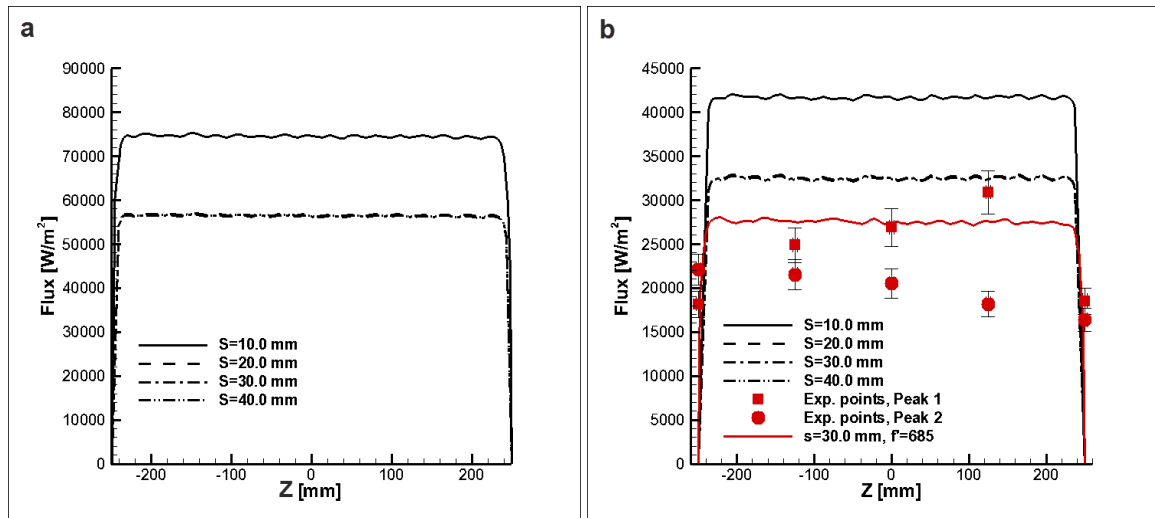 a
90000
80000
70000
60000
50000
40000
30000
20000
10000
0
Flux [W/m²]
S=10.0 mm
S=20.0 mm
S=30.0 mm
S=40.0 mm
-200
-100
0
100
200
Z [mm]
b
45000
40000
35000
30000
25000
20000
15000
10000
5000
0
Flux [W/m²]
S=10.0 mm
S=20.0 mm
S=30.0 mm
S=40.0 mm
Exp. points, Peak 1
Exp. points, Peak 2
s=30.0 mm, f'=685
-200
-100
0
100
200
Z [mm]